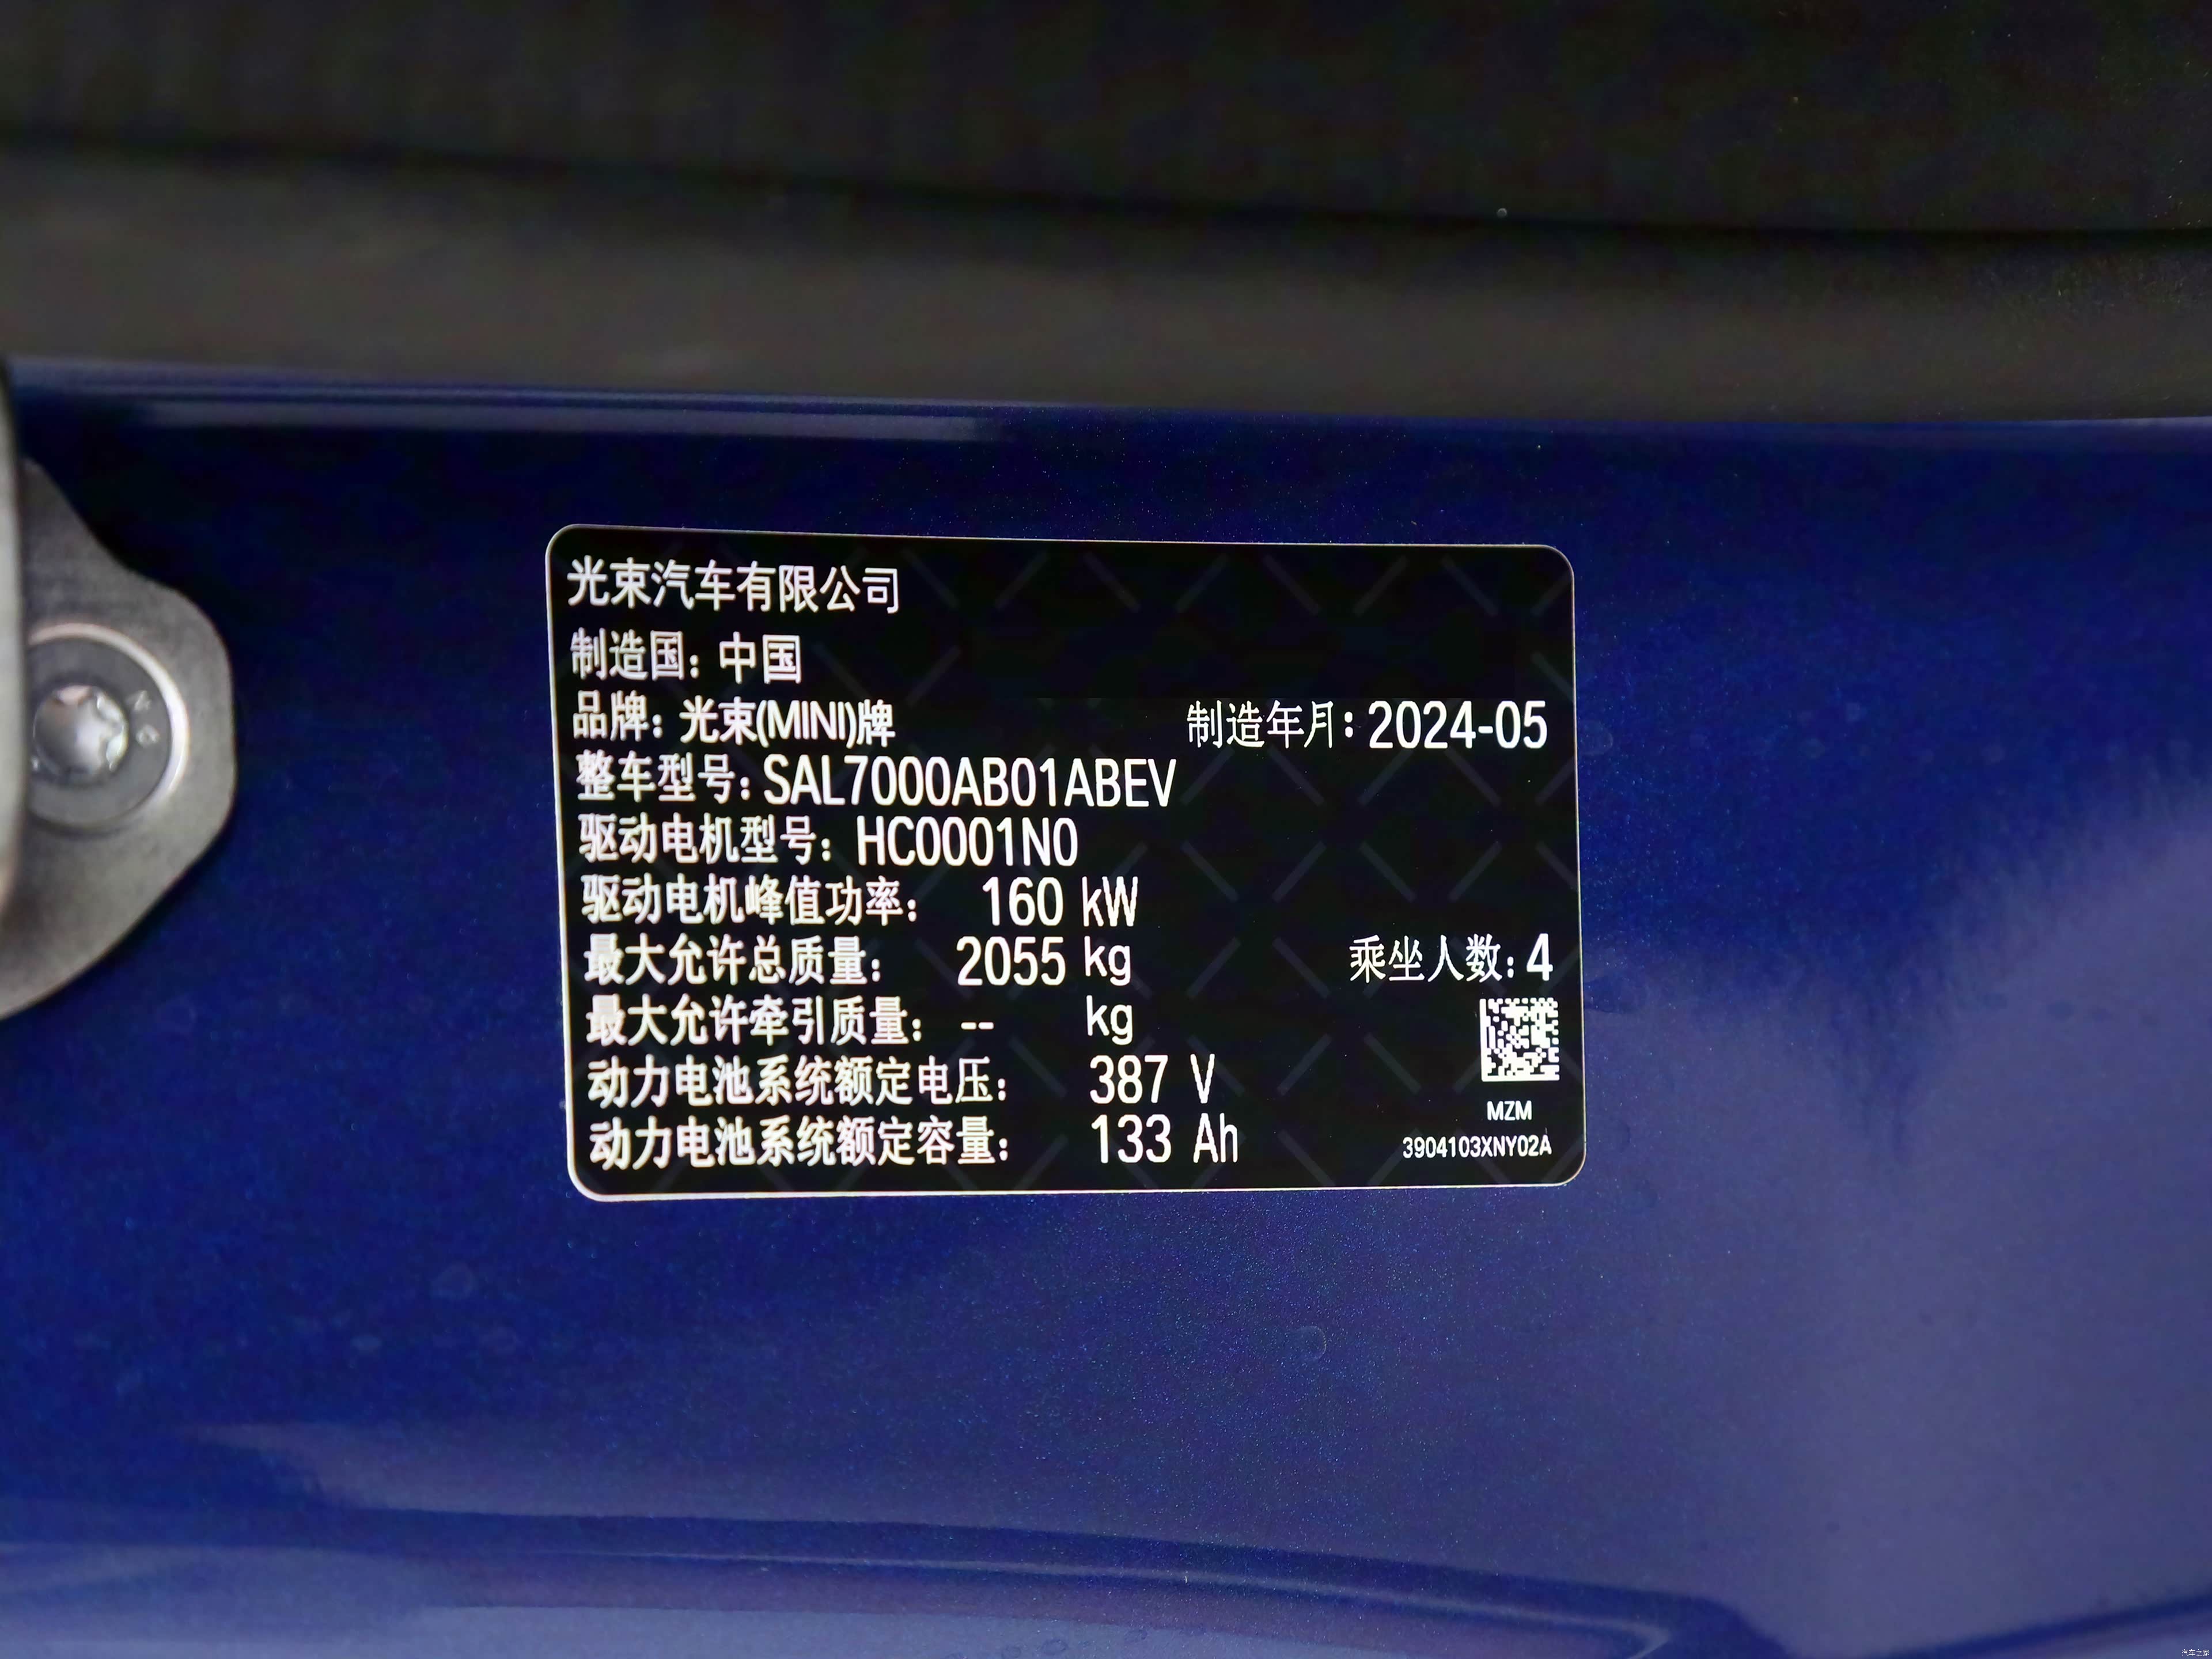 光束汽车有限公司
制造国：中国
品牌：光束(MINI)牌 制造年月：2024-05
整车型号：SAL7000AB01ABEV
驱动电机型号：HC0001N0
驱动电机峰值功率： 160 kW
最大允许总质量： 2055 kg 乘坐人数：4
最大允许牵引质量： -- kg
动力电池系统额定电压： 387 V
动力电池系统额定容量： 133 Ah
MZM
3904103XNY02A
汽车之家